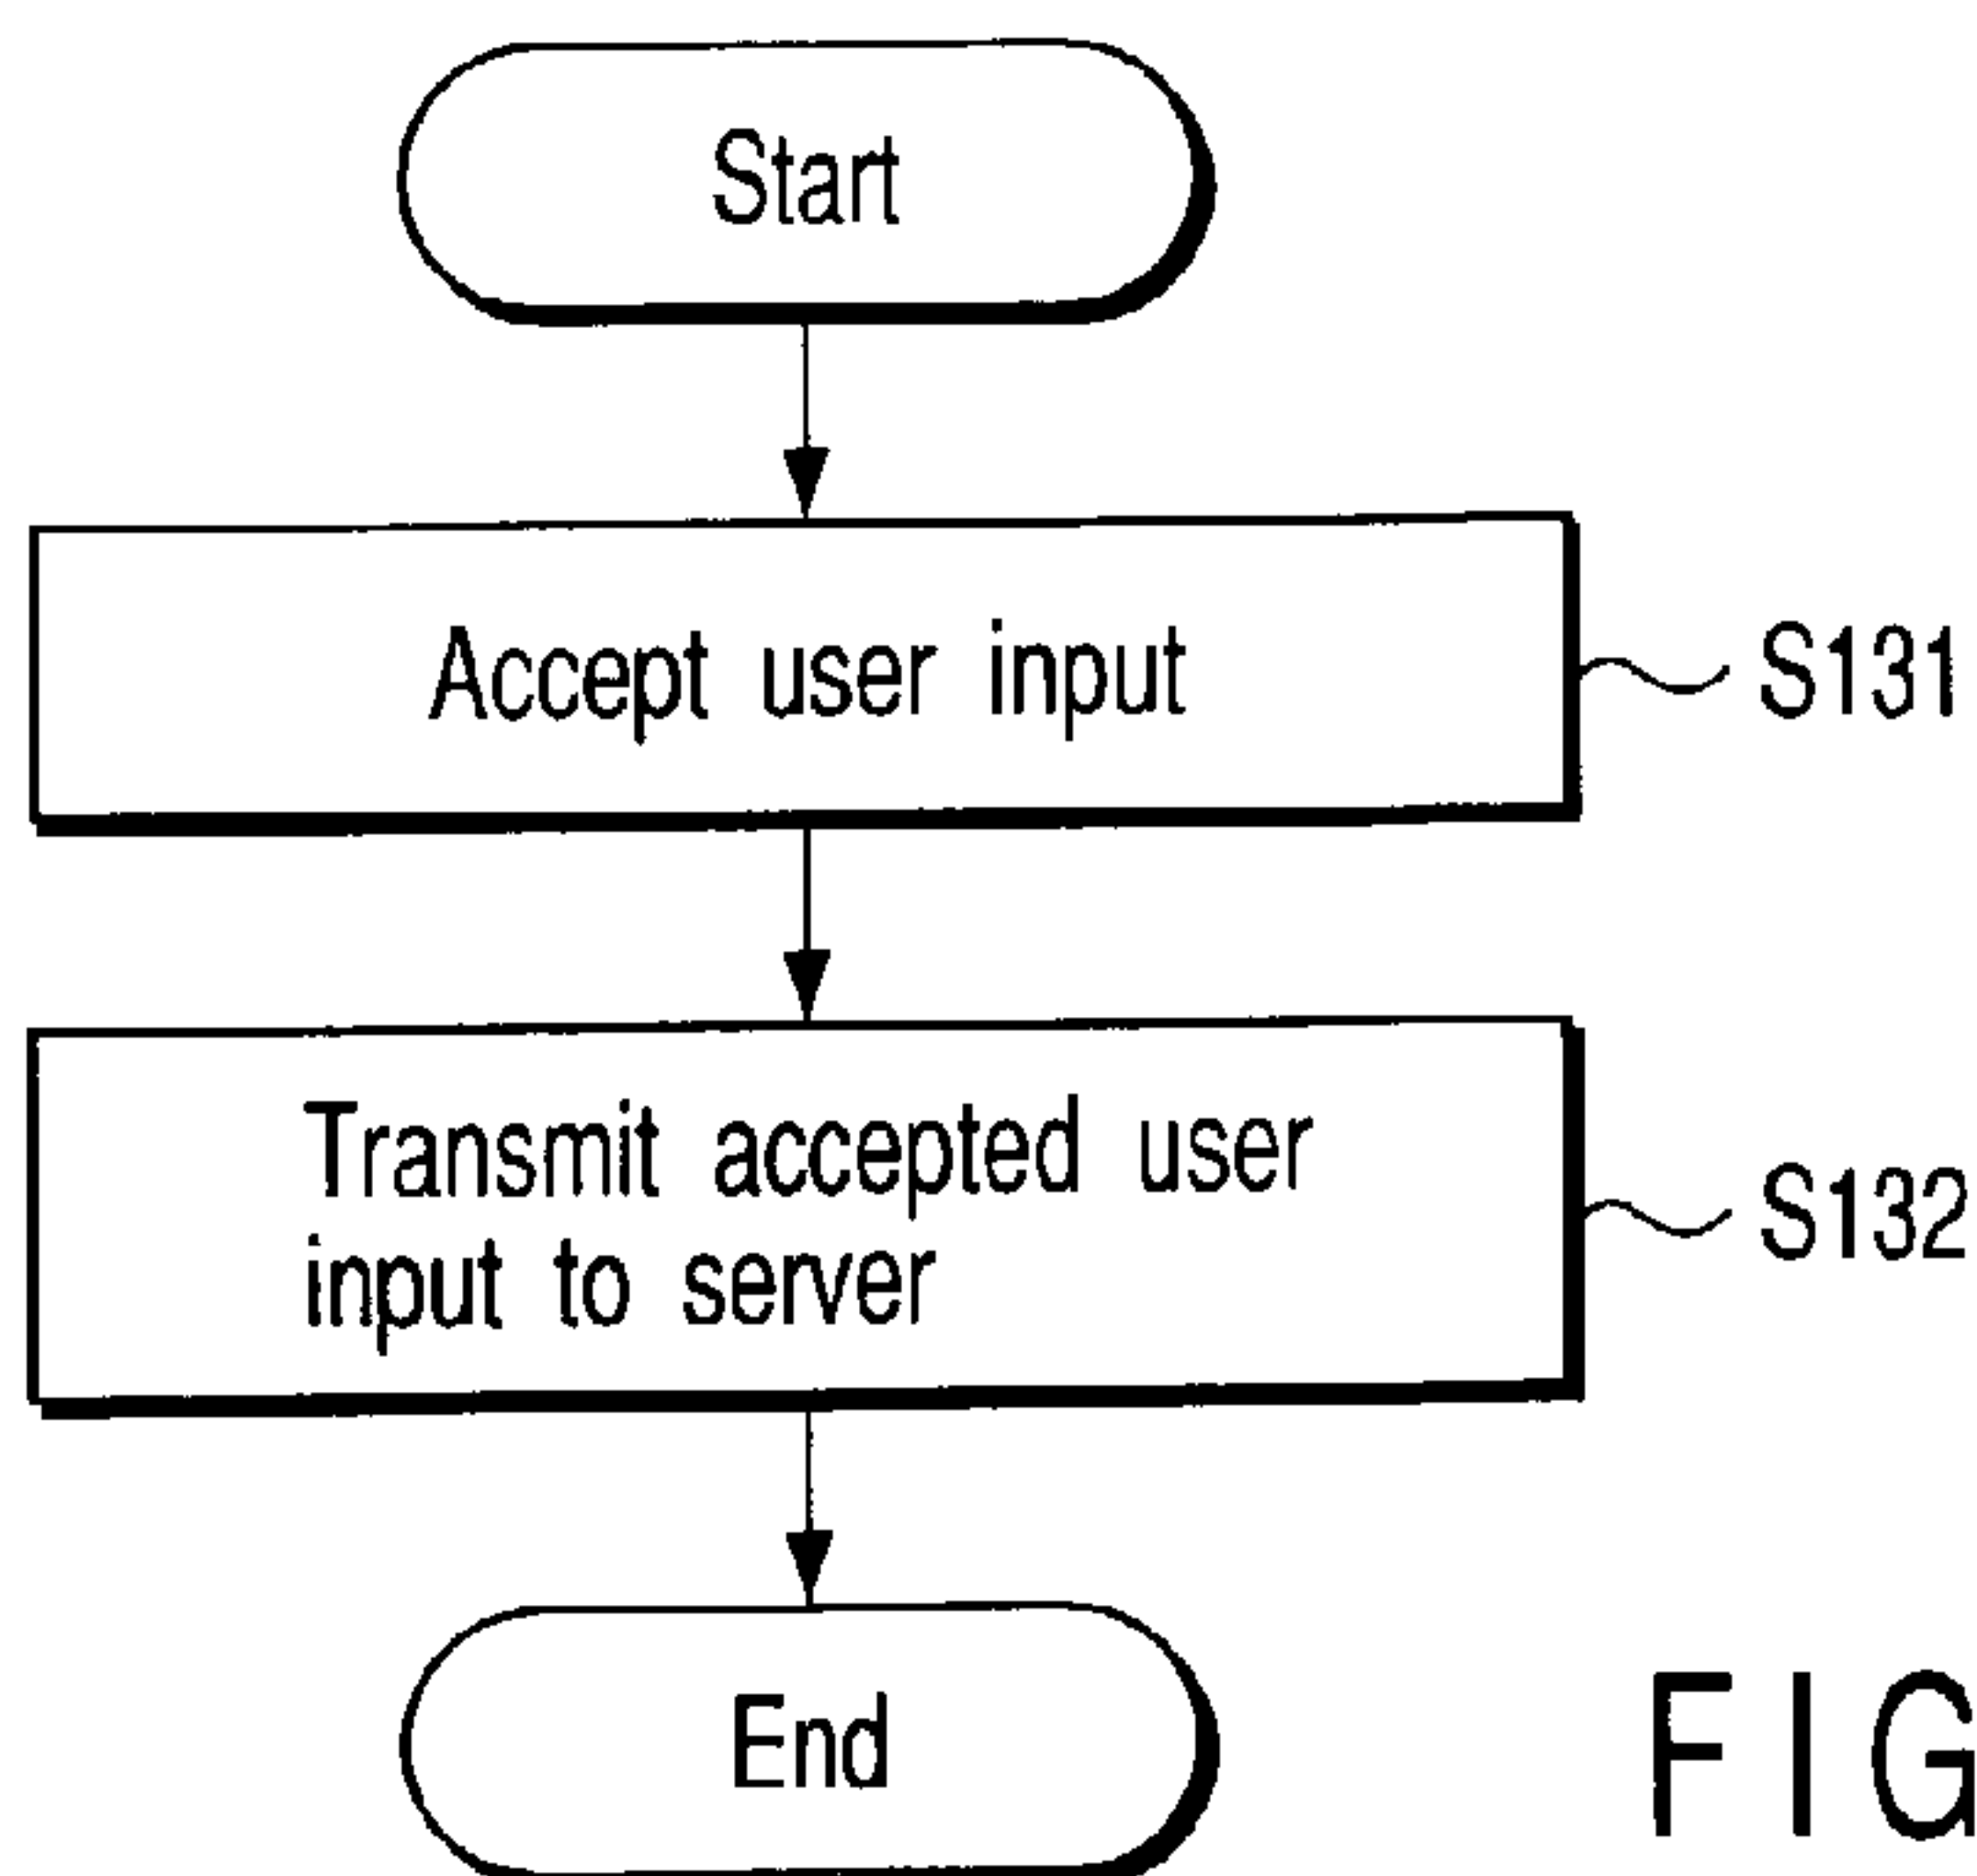 Start
Accept user input
S131
Transmit accepted user
input to server
S132
End
FIG